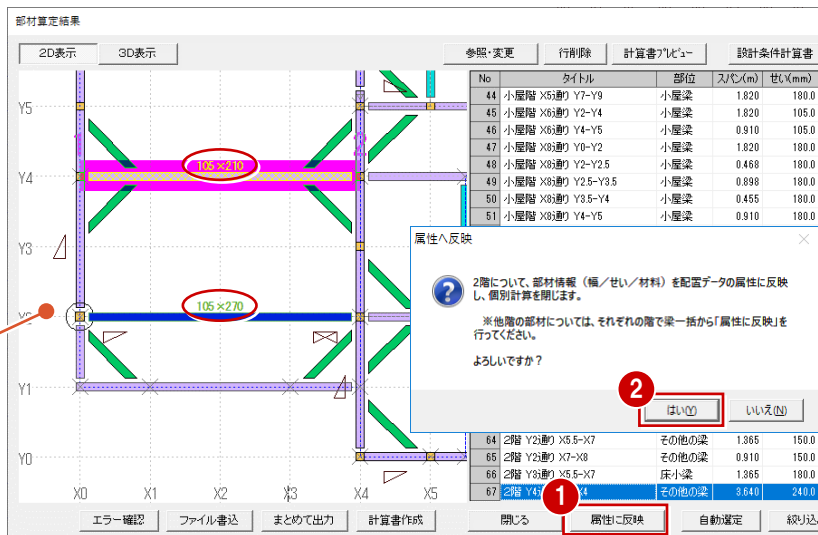 部材算定結果
2D表示 3D表示 参照・変更 行削除 計算書プレビュー 設計条件計算書
No タイトル 部位 スパン(m) せい(mm)
44 小屋階 X5通り Y7-Y9 小屋梁 1.820 180.0
45 小屋階 X6通り Y2-Y4 小屋梁 1.820 105.0
46 小屋階 X6通り Y4-Y5 小屋梁 0.910 105.0
47 小屋階 X8通り Y0-Y2 小屋梁 1.820 180.0
48 小屋階 X8通り Y2-Y2.5 小屋梁 0.468 180.0
49 小屋階 X8通り Y2.5-Y3.5 小屋梁 0.898 180.0
50 小屋階 X8通り Y3.5-Y4 小屋梁 0.455 180.0
51 小屋階 X8通り Y4-Y5 小屋梁 0.910 180.0
Y5
105×210
Y4
Y3
105×270
Y1
Y0
X0 X1 X2 X3 X4 X5
属性へ反映
2階について、部材情報(幅/せい/材料)を配置データの属性に反映
し、個別計算を閉じます。
※他階の部材については、それぞれの階で梁一括から「属性に反映」を
行ってください。
よろしいですか?
2
はい(Y) いいえ(N)
64 2階 Y2通り X5.5-X7 その他の梁 1.365 150.0
65 2階 Y2通り X7-X8 その他の梁 0.910 150.0
66 2階 Y3通り X5.5-X7 床小梁 1.365 180.0
67 2階 Y4通 X4 その他の梁 3.640 240.0
1
エラー確認 ファイル書込 まとめて出力 計算書作成 閉じる 属性に反映 自動選定 絞り込